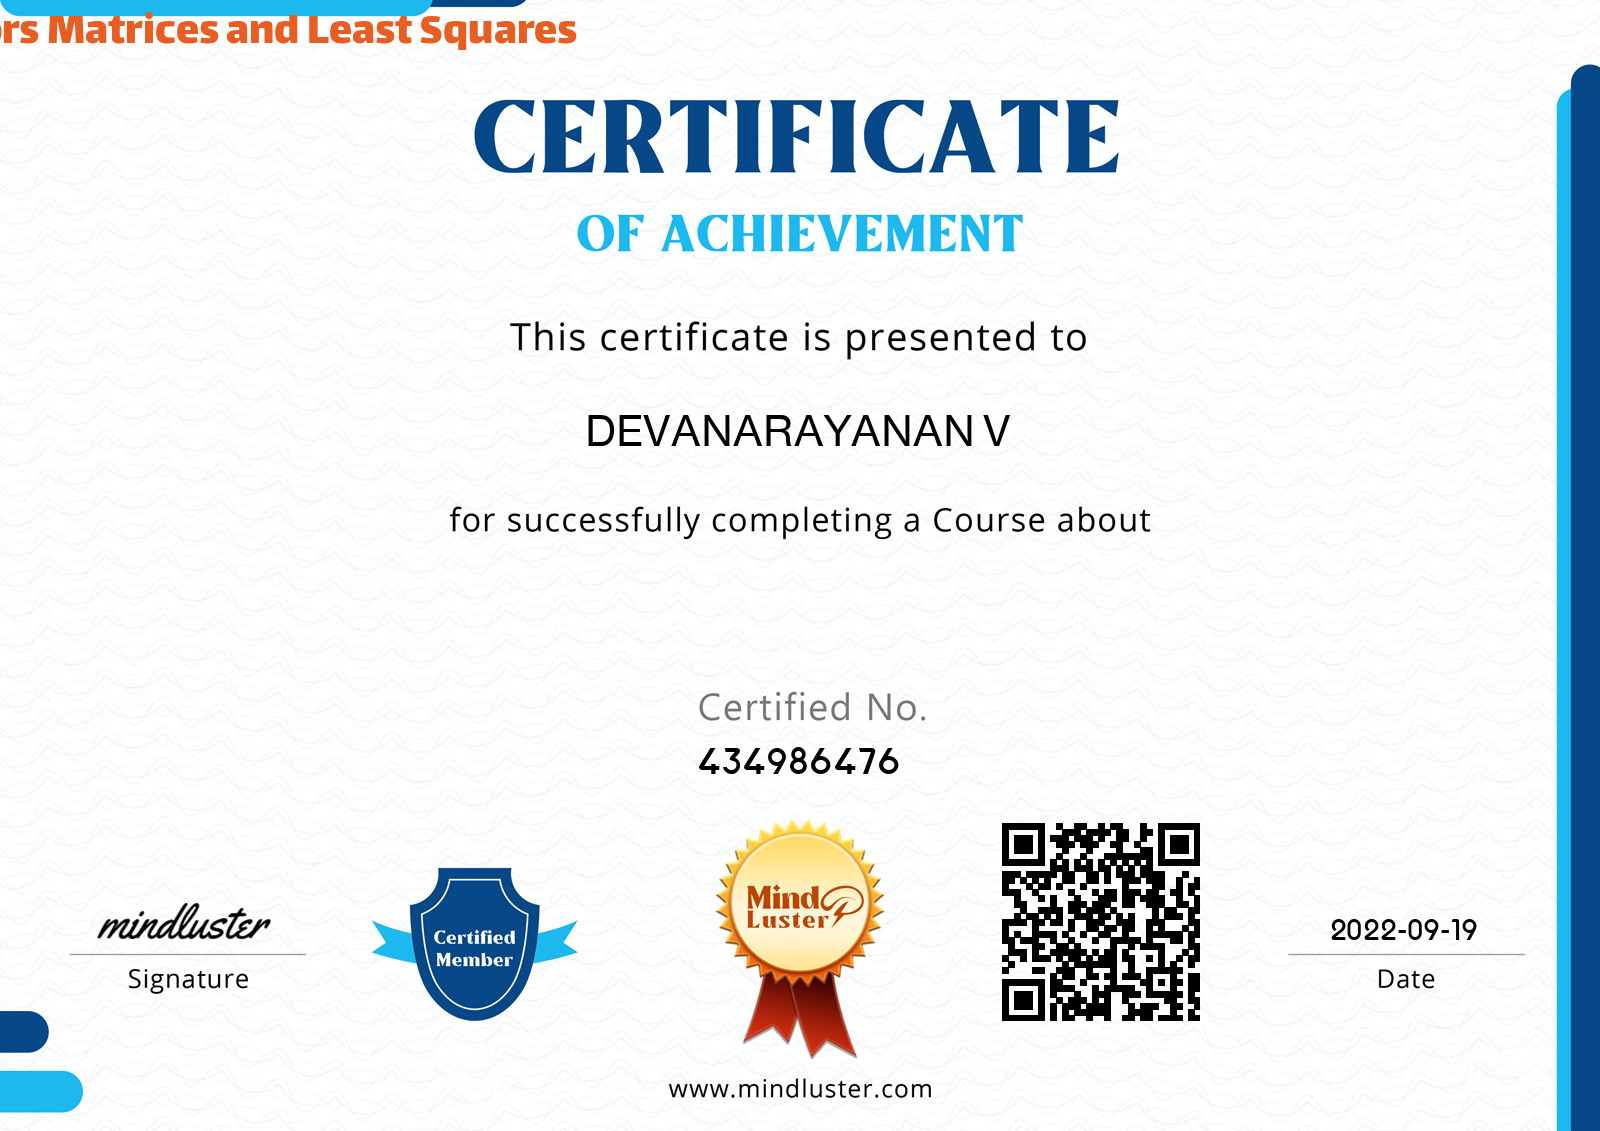 Matrices and Least Squares
CERTIFICATE
OF ACHIEVEMENT
This certificate is presented to
DEVANARAYANAN V
for successfully completing a Course about
Certified No.
434986476
mindluster
Signature
Certified
Member
Mind
Luster
2022-09-19
Date
www.mindluster.com